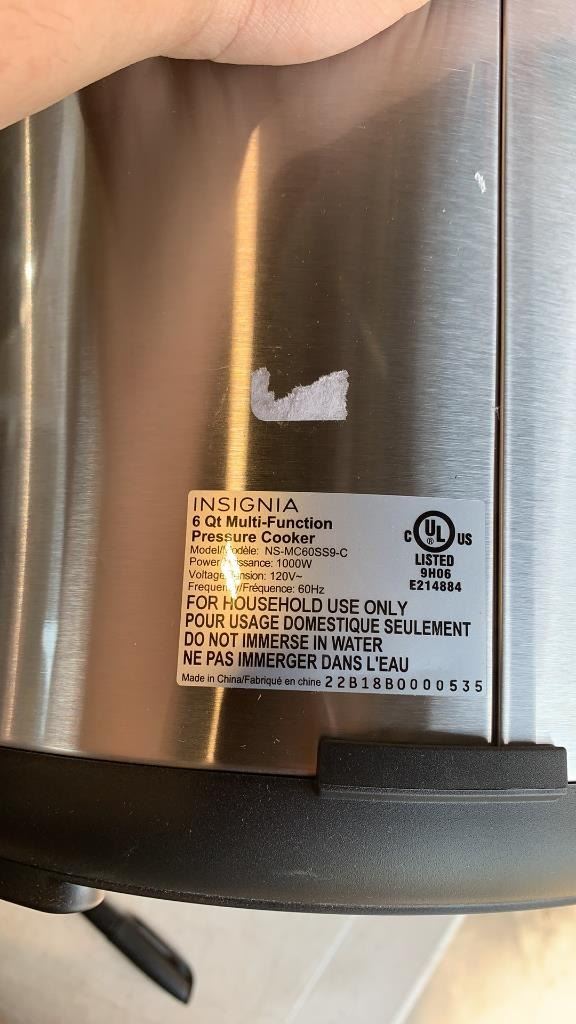 INSIGNIA
6 Qt Multi-Function
Pressure Cooker
Model/Modèle: NS-MC60SS9-C
Power/ 1000W
Voltage/ 120V~
Frequency/Fréquence: 60Hz
FOR HOUSEHOLD USE ONLY
POUR USAGE DOMESTIQUE SEULEMENT
DO NOT IMMERSE IN WATER
NE PAS IMMERGER DANS L'EAU
Made in China/Fabriqué en chine 22B18B0000535
C UL US
LISTED
9H06
E214884